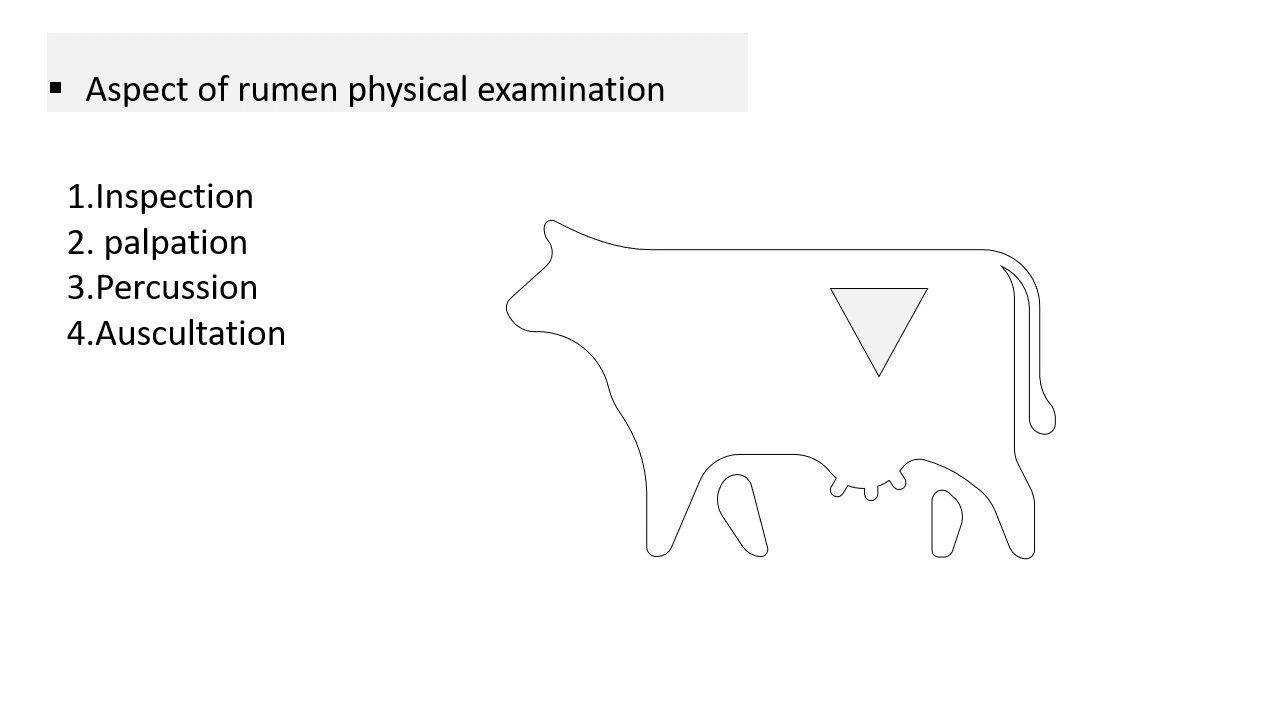 ▪ Aspect of rumen physical examination
1.Inspection
2. palpation
3.Percussion
4.Auscultation